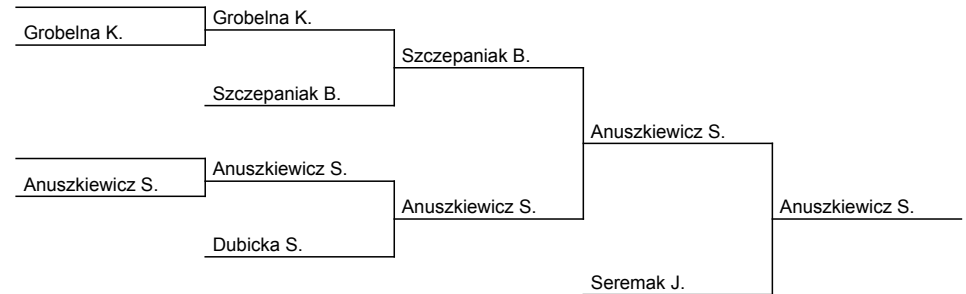 Grobelna K.
Grobelna K.
Szczepaniak B.
Szczepaniak B.
Anuszkiewicz S.
Anuszkiewicz S.
Anuszkiewicz S.
Anuszkiewicz S.
Anuszkiewicz S.
Dubicka S.
Seremak J.